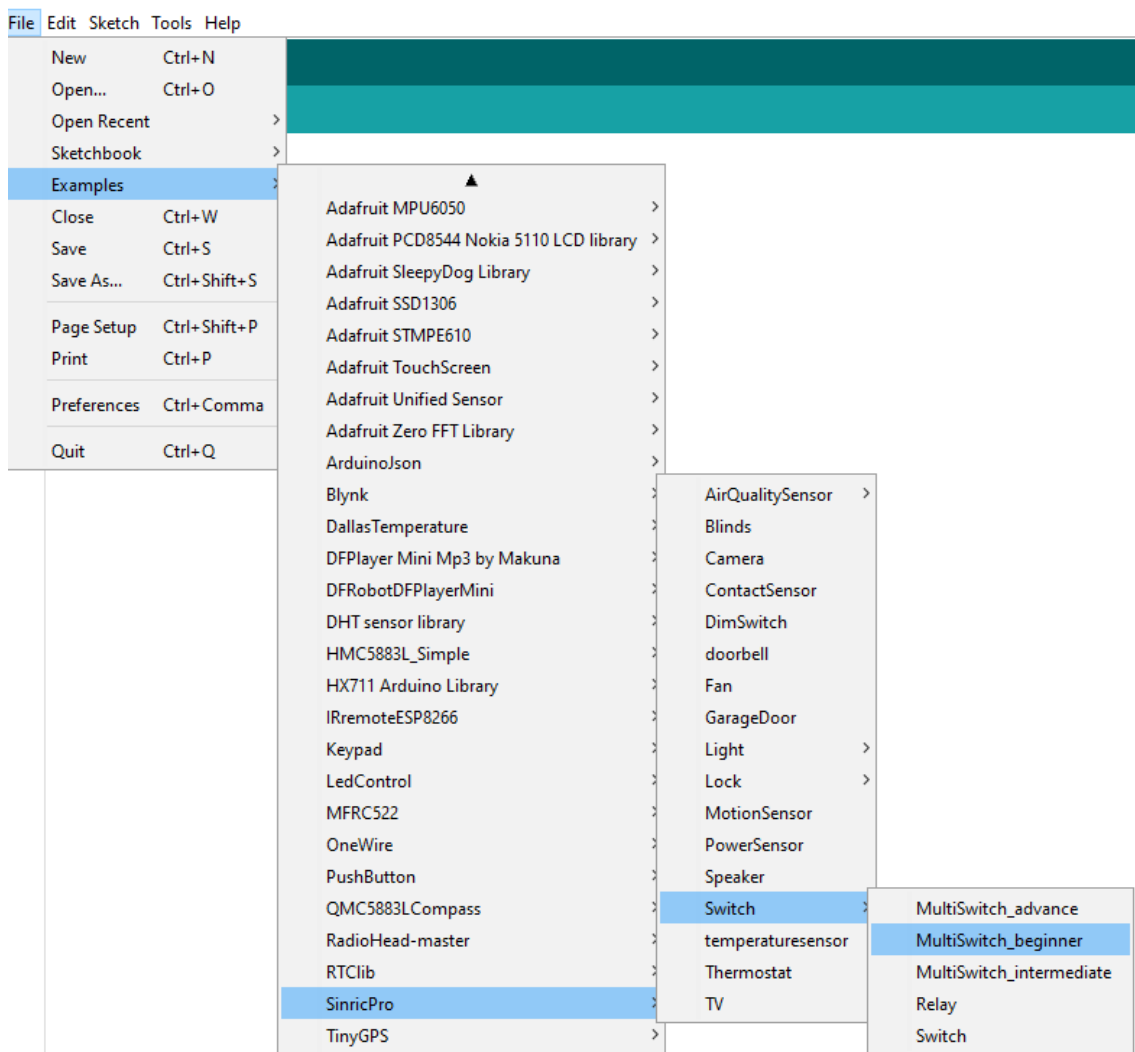 File Edit Sketch Tools Help
New Ctrl+N
Open... Ctrl+O
Open Recent
Sketchbook
Examples
Close Ctrl+W
Save Ctrl+S
Save As... Ctrl+Shift+S
Page Setup Ctrl+Shift+P
Print Ctrl+P
Preferences Ctrl+Comma
Quit Ctrl+Q
Adafruit MPU6050
Adafruit PCD8544 Nokia 5110 LCD library
Adafruit SleepyDog Library
Adafruit SSD1306
Adafruit STMPE610
Adafruit TouchScreen
Adafruit Unified Sensor
Adafruit Zero FFT Library
ArduinoJson
Blynk
DallasTemperature
DFPlayer Mini Mp3 by Makuna
DFRobotDFPlayerMini
DHT sensor library
HMC5883L_Simple
HX711 Arduino Library
IRremoteESP8266
Keypad
LedControl
MFRC522
OneWire
PushButton
QMC5883LCompass
RadioHead-master
RTClib
SinricPro
TinyGPS
AirQualitySensor
Blinds
Camera
ContactSensor
DimSwitch
doorbell
Fan
GarageDoor
Light
Lock
MotionSensor
PowerSensor
Speaker
Switch
temperaturesensor
Thermostat
TV
MultiSwitch_advance
MultiSwitch_beginner
MultiSwitch_intermediate
Relay
Switch